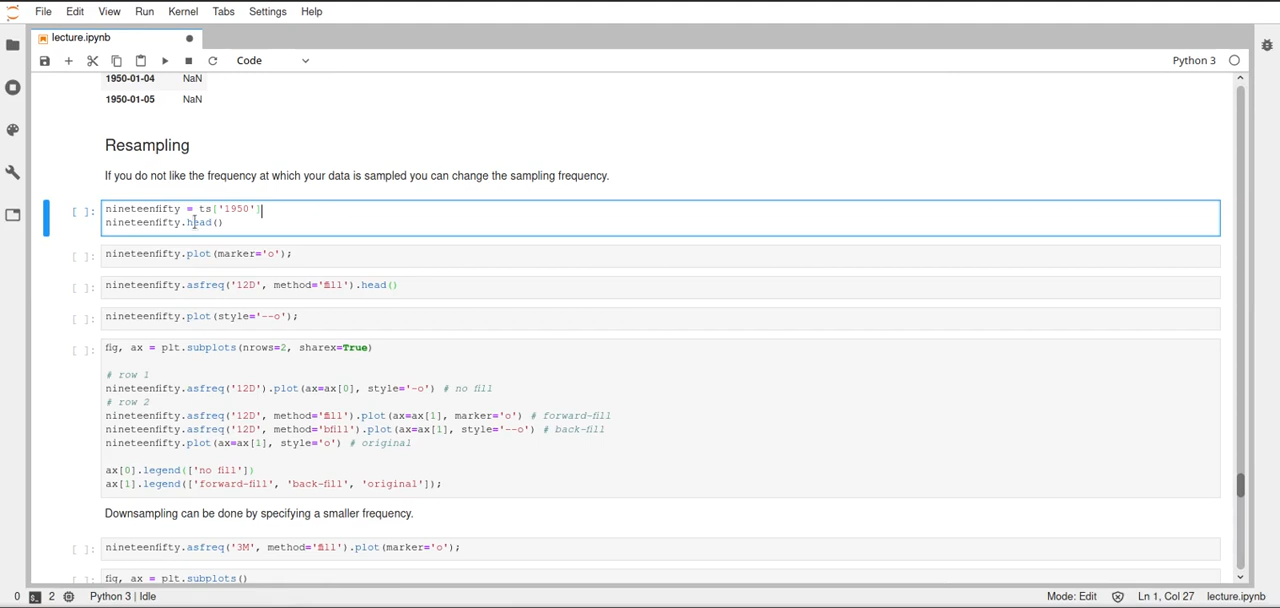 File Edit View Run Kernel Tabs Settings Help
lecture.ipynb
Code
Python 3
1950-01-04 NaN
1950-01-05 NaN
Resampling
If you do not like the frequency at which your data is sampled you can change the sampling frequency.
[ ]: nineteenfifty = ts['1950']
nineteenfifty.head()
[ ]: nineteenfifty.plot(marker='o');
[ ]: nineteenfifty.asfreq('12D', method='ffill').head()
[ ]: nineteenfifty.plot(style='--o');
[ ]: fig, ax = plt.subplots(nrows=2, sharex=True)
# row 1
nineteenfifty.asfreq('12D').plot(ax=ax[0], style='-o') # no fill
# row 2
nineteenfifty.asfreq('12D', method='ffill').plot(ax=ax[1], marker='o') # forward-fill
nineteenfifty.asfreq('12D', method='bfill').plot(ax=ax[1], style='--o') # back-fill
nineteenfifty.plot(ax=ax[1], style='o') # original
ax[0].legend(['no fill'])
ax[1].legend(['forward-fill', 'back-fill', 'original']);
Downsampling can be done by specifying a smaller frequency.
[ ]: nineteenfifty.asfreq('3M', method='ffill').plot(marker='o');
[ ]: fig, ax = plt.subplots()
0 2 Python 3 | Idle
Mode: Edit Ln 1, Col 27 lecture.ipynb